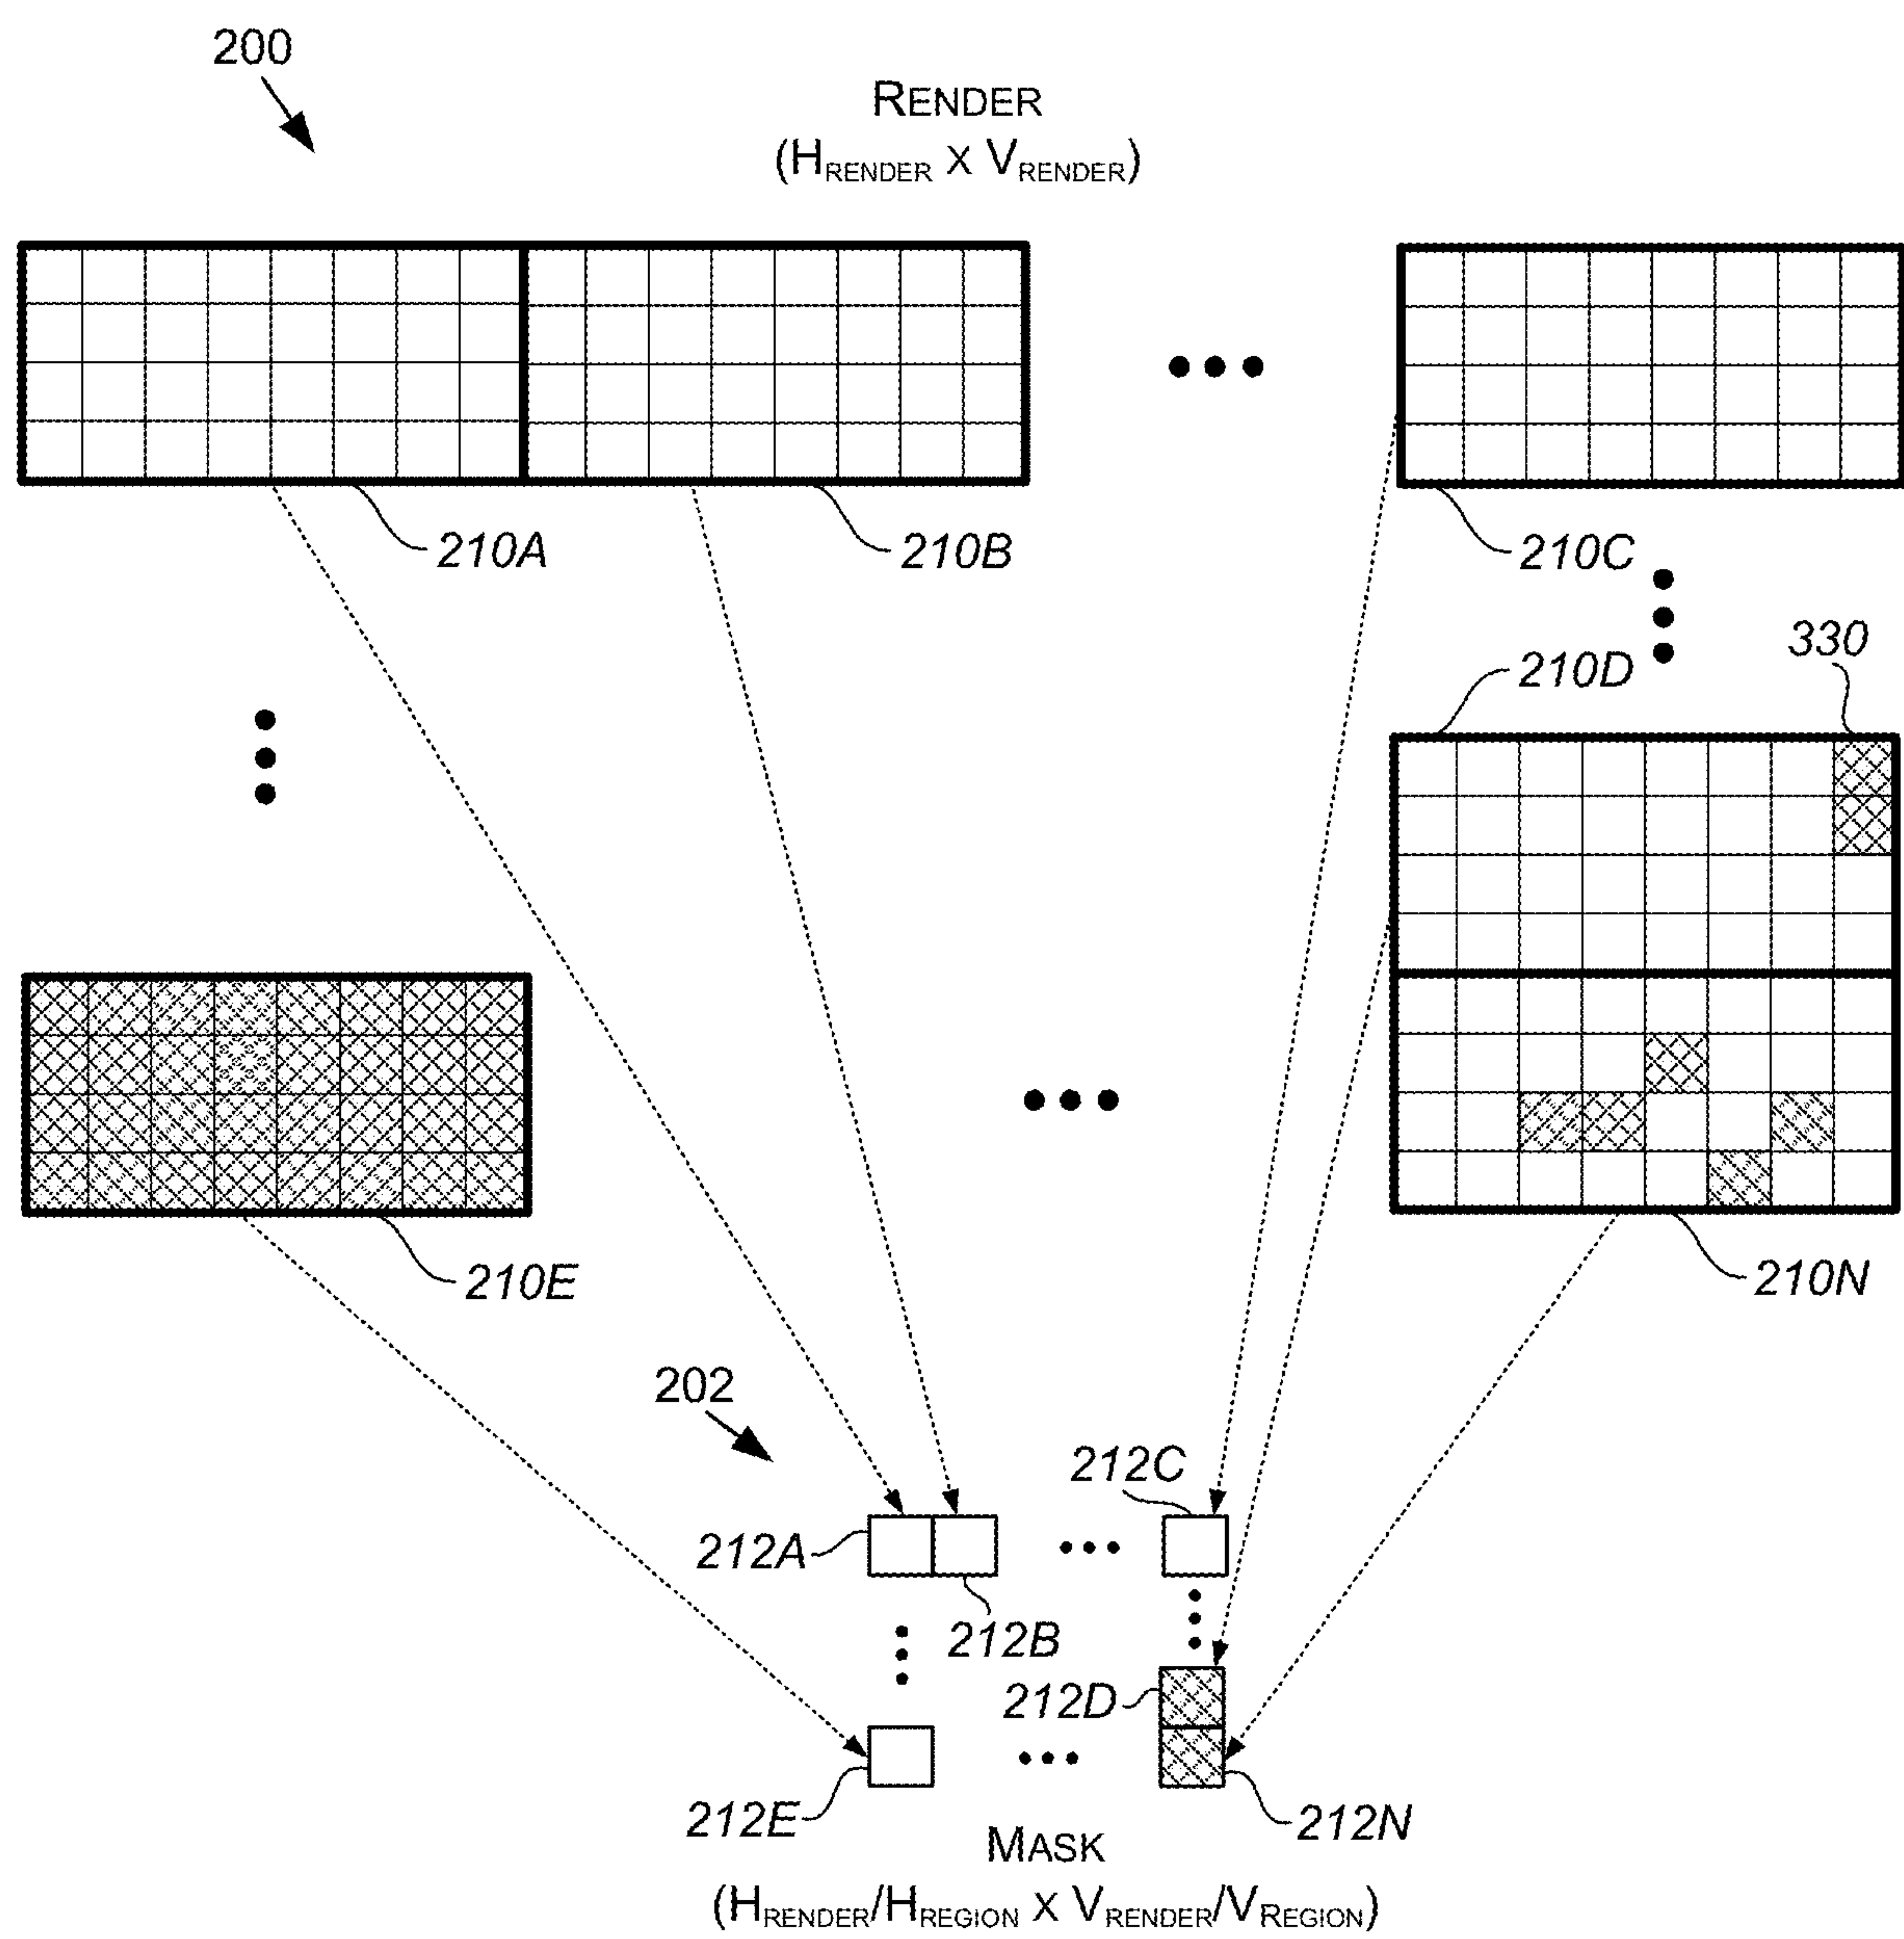 200
RENDER
(HRENDER X VRENDER)
210A
210B
210C
210D
330
210E
210N
202
212C
212A
212B
212D
212E
212N
MASK
(HRENDER/HREGION X VRENDER/VREGION)